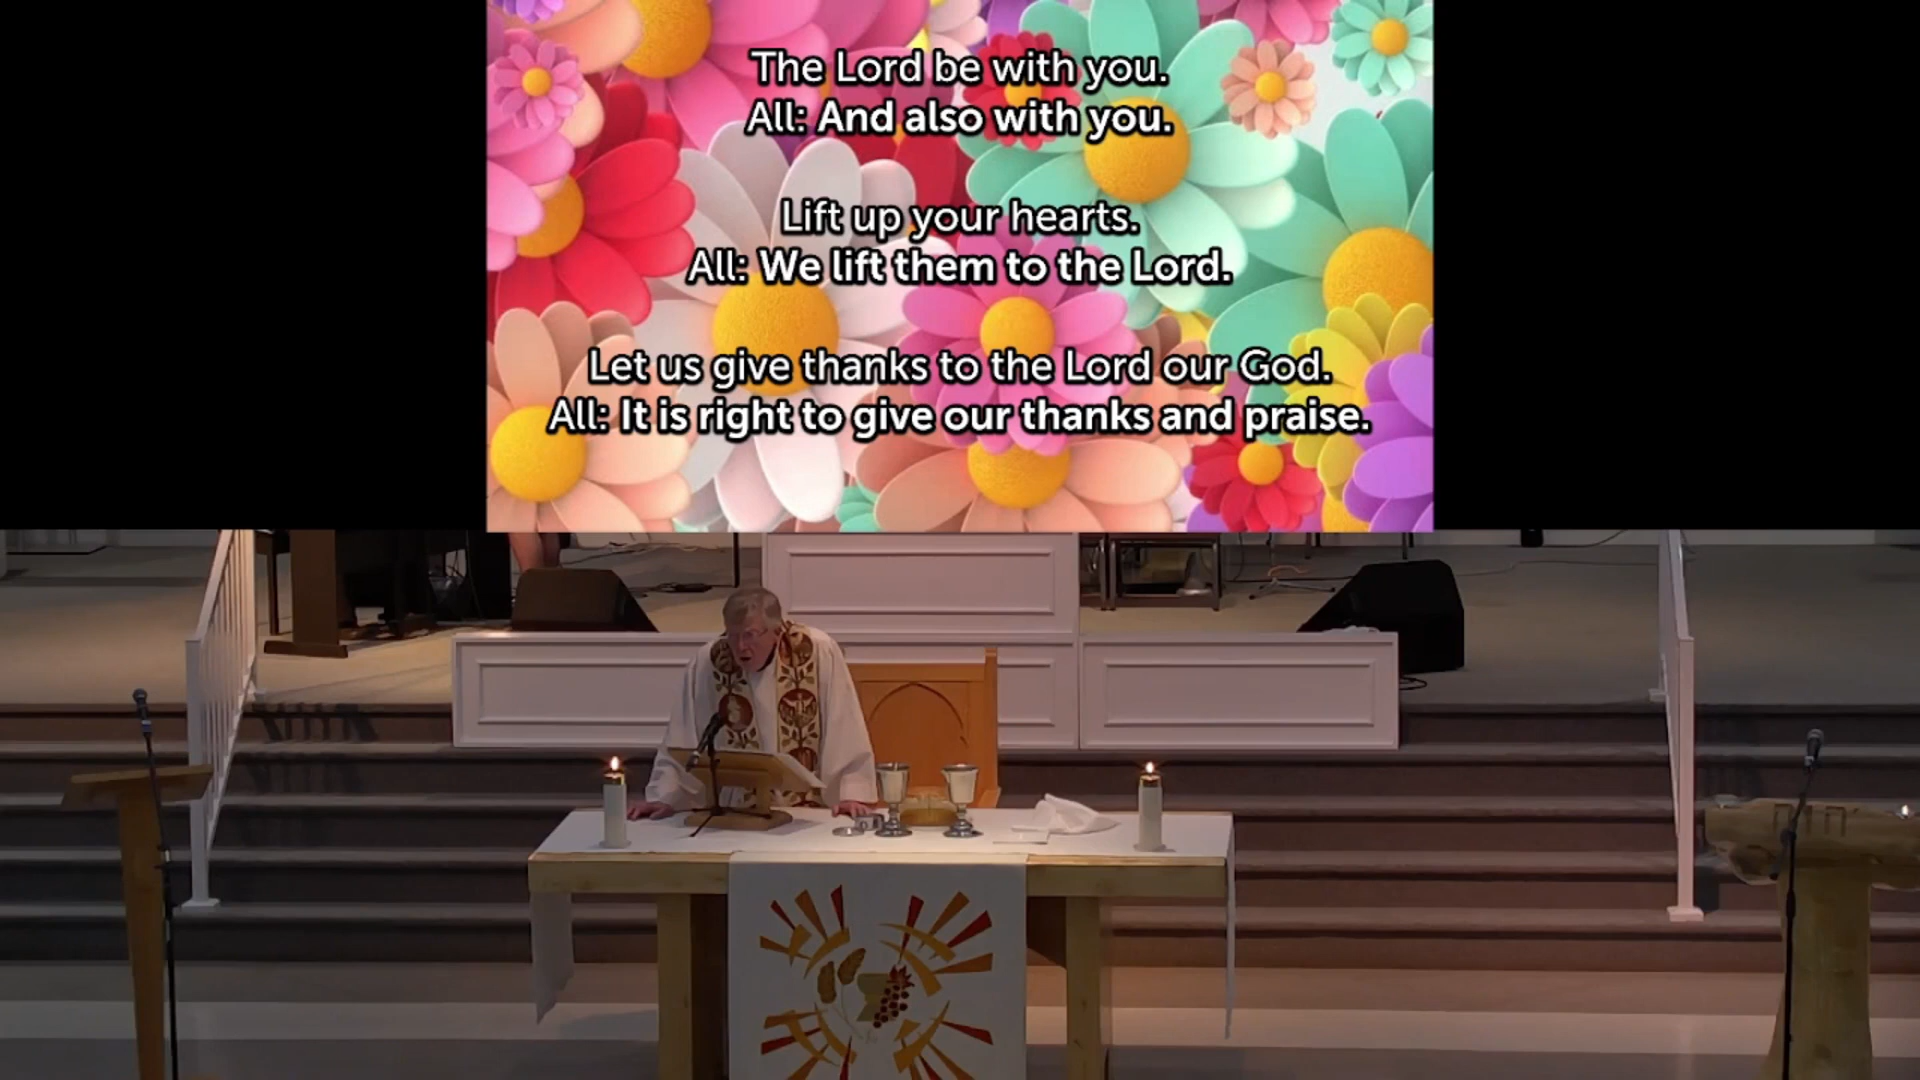 The Lord be with you.
All: And also with you.
Lift up your hearts.
All: We lift them to the Lord.
Let us give thanks to the Lord our God.
All: It is right to give our thanks and praise.